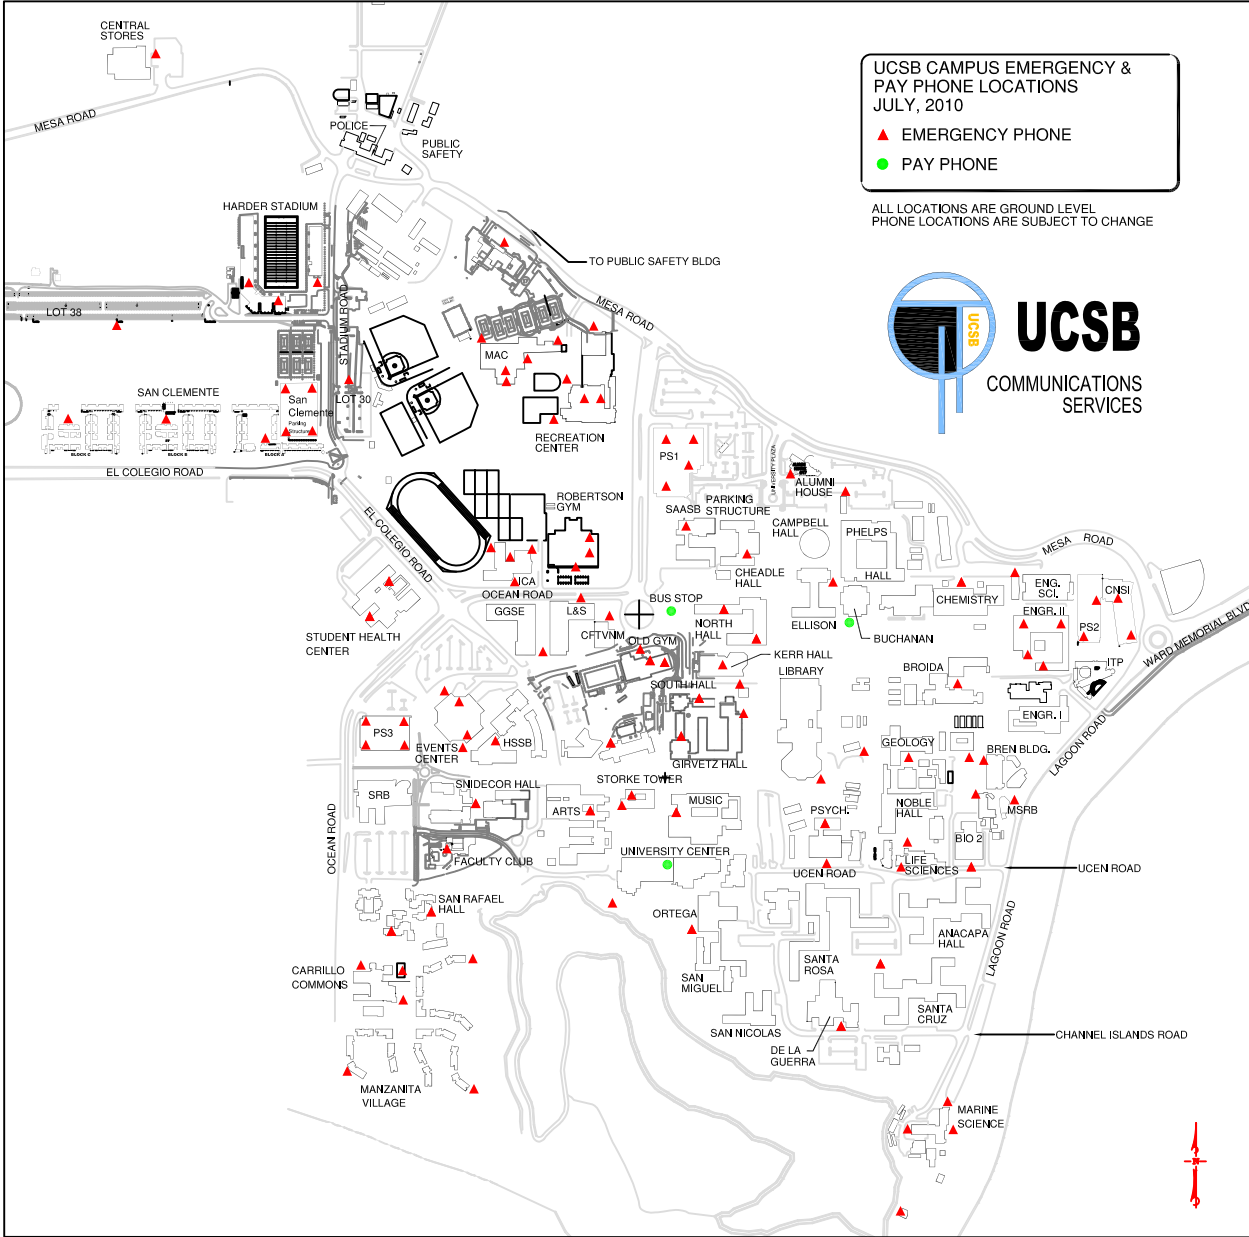 CENTRAL
STORES
UCSB CAMPUS EMERGENCY &
PAY PHONE LOCATIONS
JULY, 2010
EMERGENCY PHONE
PAY PHONE
ALL LOCATIONS ARE GROUND LEVEL
PHONE LOCATIONS ARE SUBJECT TO CHANGE
MESA ROAD
POLICE
PUBLIC
SAFETY
HARDER STADIUM
TO PUBLIC SAFETY BLDG
MESA ROAD
UCSB
UCSB
COMMUNICATIONS
SERVICES
LOT 38
STADIUM ROAD
MAC
SAN CLEMENTE
San
Clemente
Parking
Structure
LOT 30
RECREATION
CENTER
BLOCK C
BLOCK B
BLOCK A
EL COLEGIO ROAD
PS1
UNIVERSITY PLAZA
ALUMNI
HOUSE
ROBERTSON
GYM
PARKING
STRUCTURE
SAASB
CAMPBELL
HALL
PHELPS
HALL
EL COLEGIO ROAD
MESA ROAD
CHEADLE
HALL
ICA
OCEAN ROAD
BUS STOP
CHEMISTRY
ENG.
SCI.
CNSI
GGSE
L&S
CFTVNM
NORTH
HALL
ELLISON
BUCHANAN
ENGR. II
PS2
WARD MEMORIAL BLVD
STUDENT HEALTH
CENTER
OLD GYM
KERR HALL
LIBRARY
BROIDA
ITP
SOUTH HALL
ENGR. I
LAGOON ROAD
PS3
EVENTS
CENTER
HSSB
GIRVETZ HALL
GEOLOGY
BREN BLDG.
SNIDECOR HALL
STORKE TOWER
SRB
ARTS
MUSIC
PSYCH.
NOBLE
HALL
MSRB
BIO 2
OCEAN ROAD
FACULTY CLUB
UNIVERSITY CENTER
UCEN ROAD
LIFE
SCIENCES
UCEN ROAD
SAN RAFAEL
HALL
ORTEGA
ANACAPA
HALL
LAGOON ROAD
CARRILLO
COMMONS
SAN
MIGUEL
SANTA
ROSA
SANTA
CRUZ
SAN NICOLAS
CHANNEL ISLANDS ROAD
DE LA
GUERRA
MANZANITA
VILLAGE
MARINE
SCIENCE